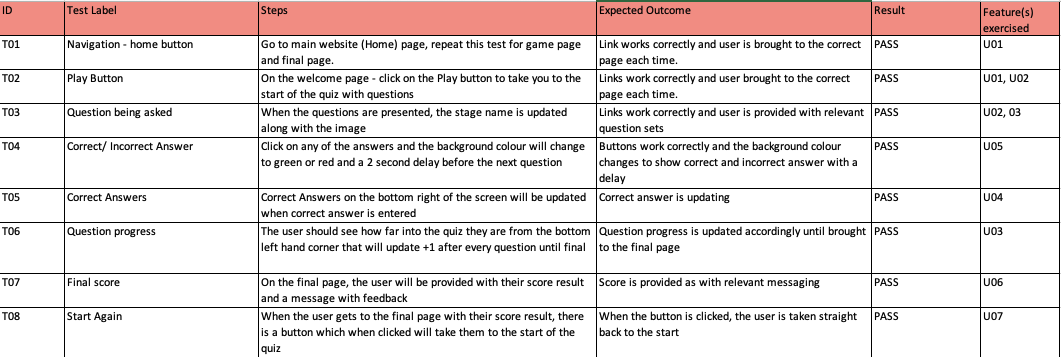 ID Test Label Steps Expected Outcome Result Feature(s)
exercised
T01 Navigation - home button Go to main website (Home) page, repeat this test for game page Link works correctly and user is brought to the correct PASS U01
and final page. page each time.
T02 Play Button On the welcome page - click on the Play button to take you to the Links work correctly and user brought to the correct PASS U01, U02
start of the quiz with questions page each time.
T03 Question being asked When the questions are presented, the stage name is updated Links work correctly and user is provided with relevant PASS U02, 03
along with the image question sets
T04 Correct/ Incorrect Answer Click on any of the answers and the background colour will change Buttons work correctly and the background colour PASS U05
to green or red and a 2 second delay before the next question changes to show correct and incorrect answer with a
delay
T05 Correct Answers Correct Answers on the bottom right of the screen will be updated Correct answer is updating PASS U04
when correct answer is entered
T06 Question progress The user should see how far into the quiz they are from the bottom Question progress is updated accordingly until brought PASS U03
left hand corner that will update +1 after every question until final to the final page
T07 Final score On the final page, the user will be provided with their score result Score is provided as with relevant messaging PASS U06
and a message with feedback
T08 Start Again When the user gets to the final page with their score result, there When the button is clicked, the user is taken straight PASS U07
is a button which when clicked will take them to the start of the back to the start
quiz